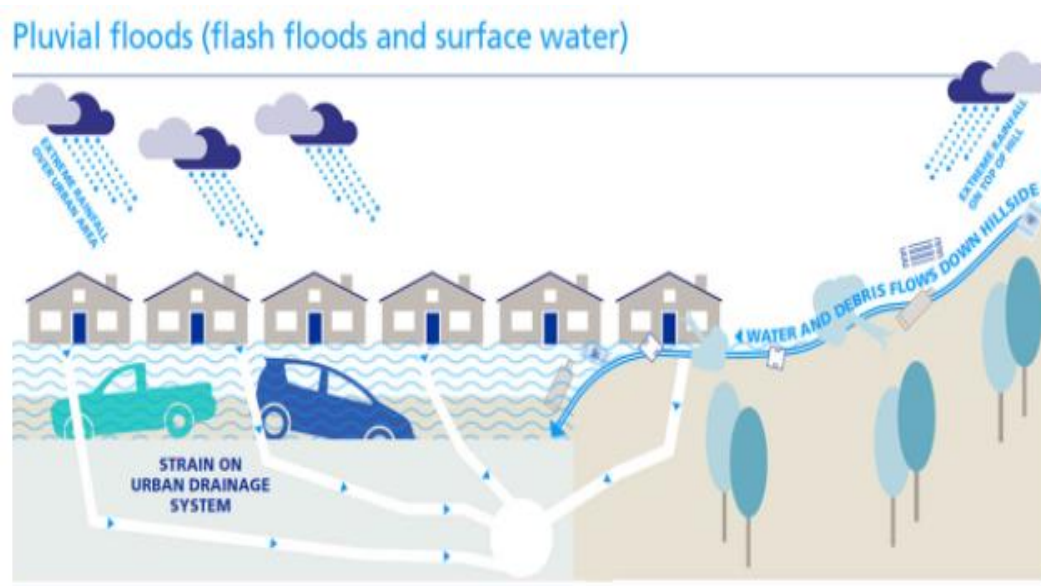 Pluvial floods (flash floods and surface water)
EXTREME RAINFALL
OVER URBAN AREA
EXTREME RAINFALL
ON TOP OF HILL
WATER AND DEBRIS FLOWS DOWN HILLSIDE
STRAIN ON
URBAN DRAINAGE
SYSTEM